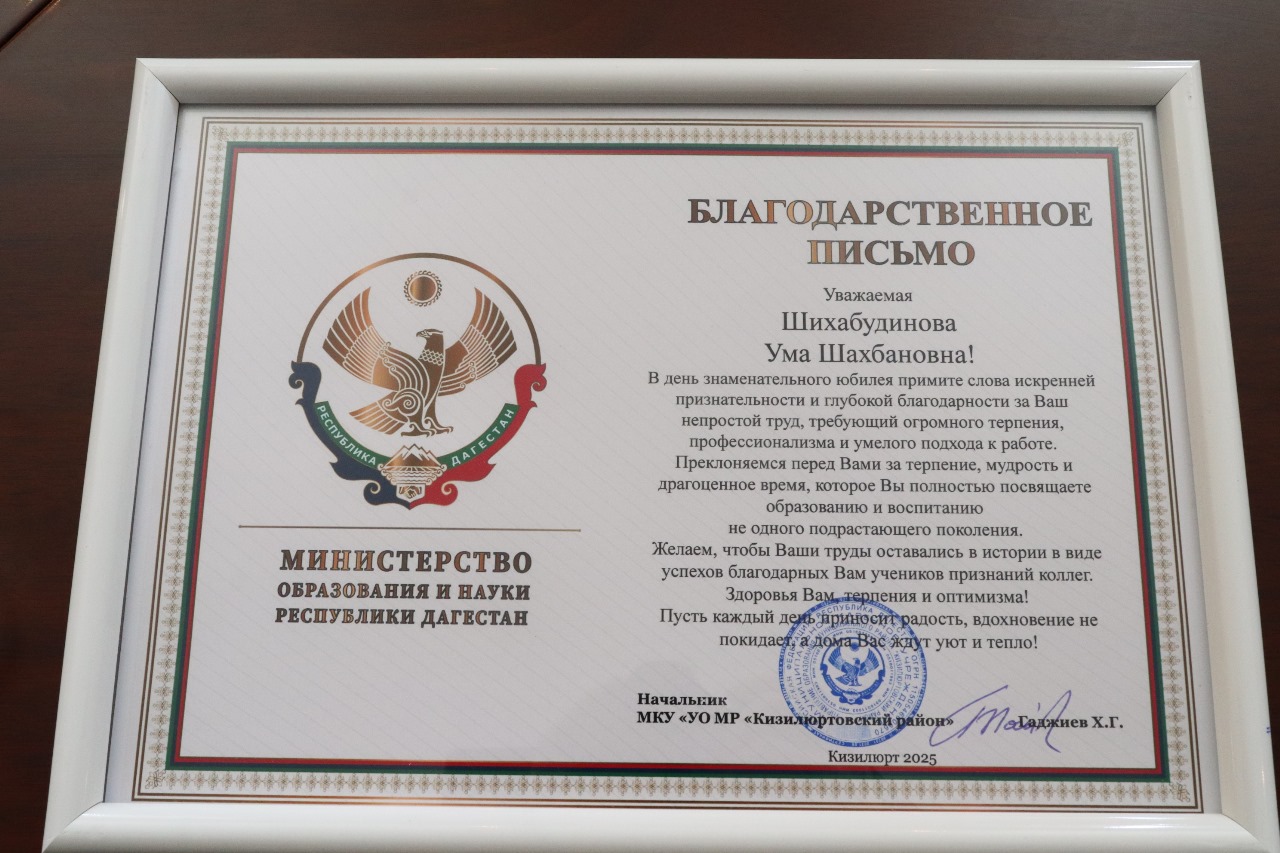 БЛАГОДАРСТВЕННОЕ
ПИСЬМО
Уважаемая
Шихабудинова
Ума Шахбановна!
В день знаменательного юбилея примите слова искренней
признательности и глубокой благодарности за Ваш
непростой труд, требующий огромного терпения,
профессионализма и умелого подхода к работе.
Преклоняемся перед Вами за терпение, мудрость и
драгоценное время, которое Вы полностью посвящаете
образованию и воспитанию
не одного подрастающего поколения.
Желаем, чтобы Ваши труды оставались в истории в виде
успехов благодарных Вам учеников признаний коллег.
Здоровья Вам, терпения и оптимизма!
Пусть каждый день приносит радость, вдохновение не
покидает, а дома Вас ждут уют и тепло!
РЕСПУБЛИКА ДАГЕСТАН
МИНИСТЕРСТВО
ОБРАЗОВАНИЯ И НАУКИ
РЕСПУБЛИКИ ДАГЕСТАН
Начальник
МКУ «УО МР «Кизилюртовский район» Гаджиев Х.Г.
Кизилюрт 2025